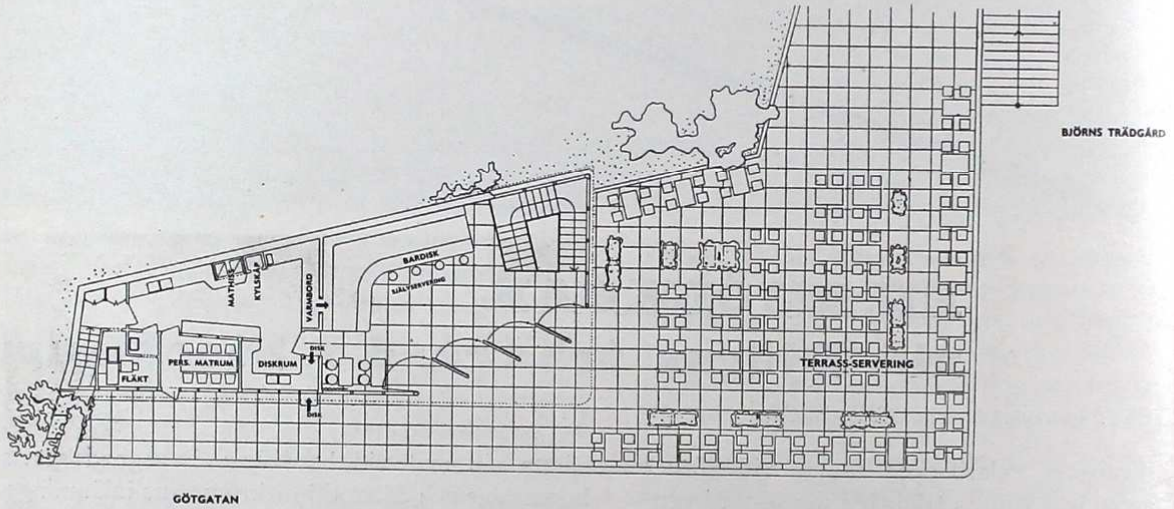 BJÖRNS TRÄDGÅRD
BARDISK
SJÄLVSERVERING
MATHISS
KYLSKÅP
VARMBORD
DISK
PERS. MATRUM
DISKRUM
FLÄKT
TERRASS-SERVERING
DISK
GÖTGATAN